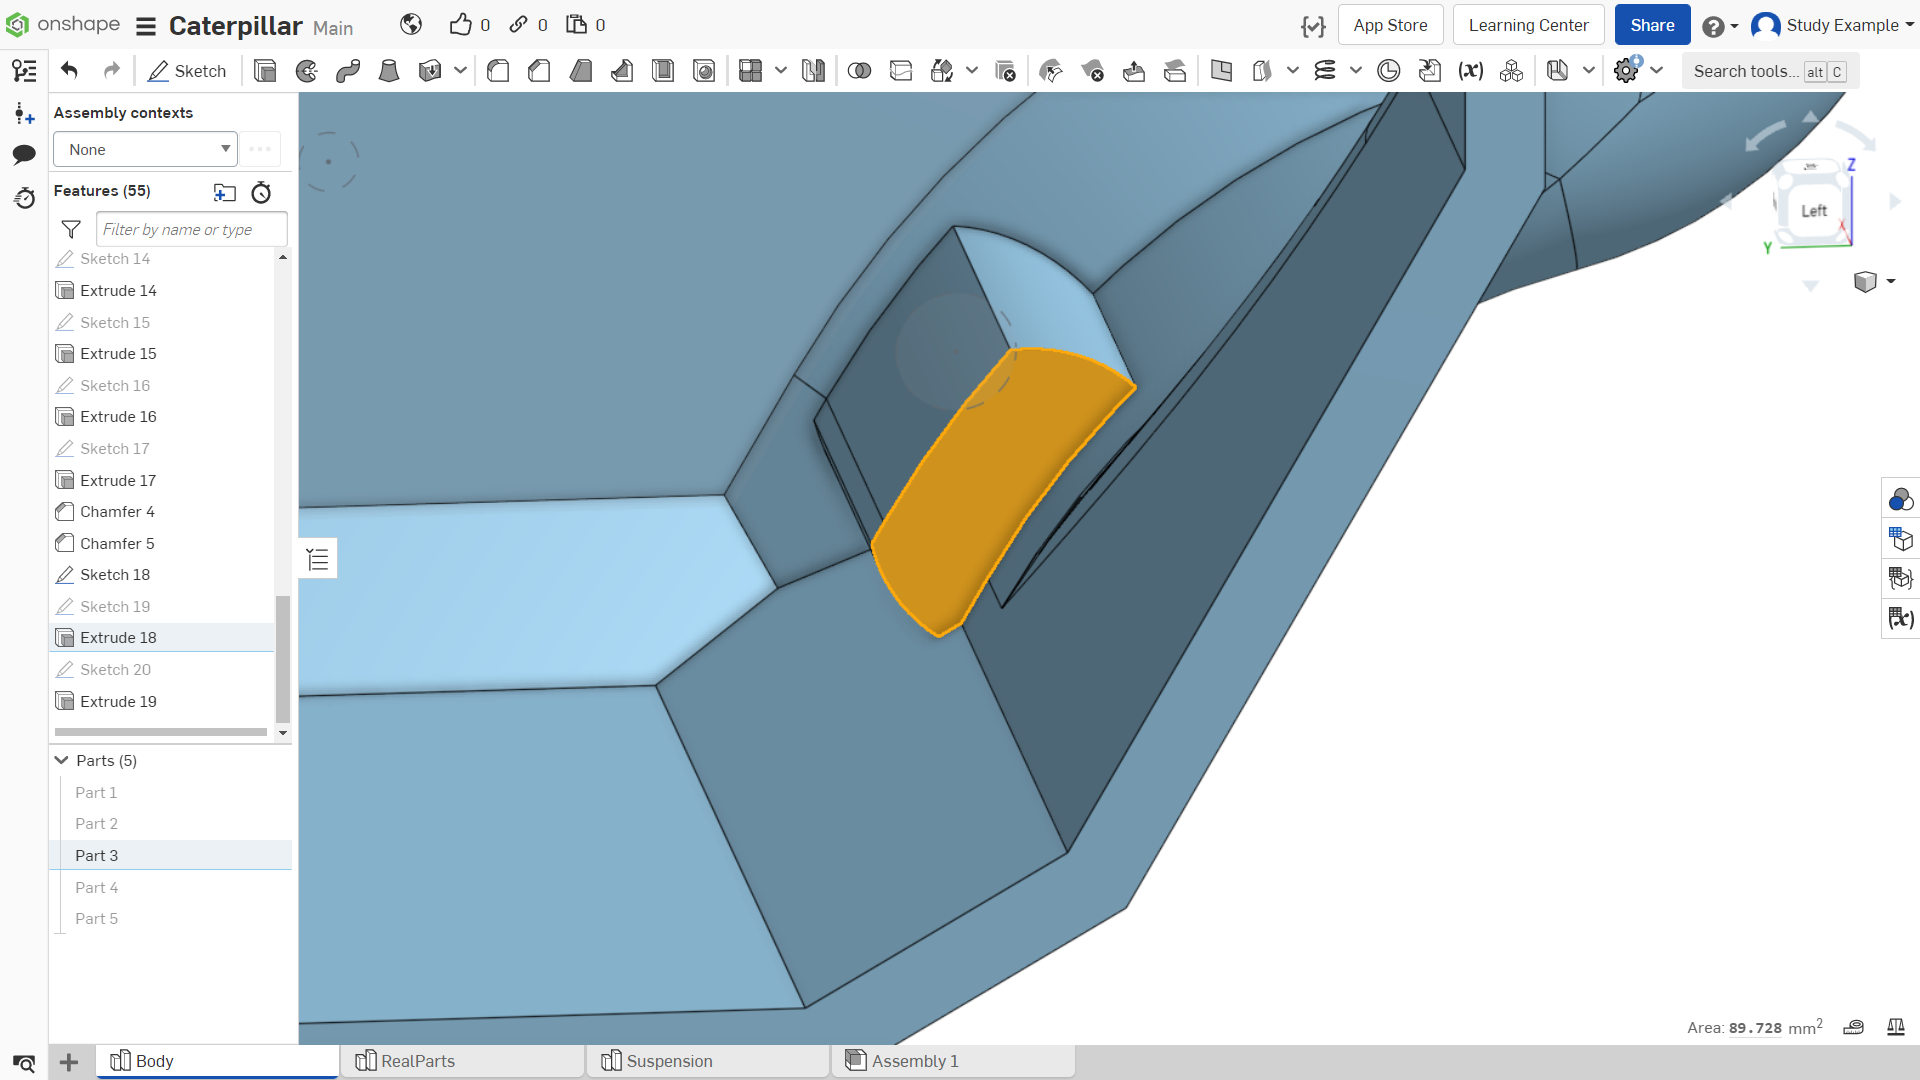 onshape Caterpillar Main 0 0 0 App Store Learning Center Share Study Example
Sketch (x) Search tools... alt C
Assembly contexts
None
Features (55)
Filter by name or type
Sketch 14
Extrude 14
Sketch 15
Extrude 15
Sketch 16
Extrude 16
Sketch 17
Extrude 17
Chamfer 4
Chamfer 5
Sketch 18
Sketch 19
Extrude 18
Sketch 20
Extrude 19
Parts (5)
Part 1
Part 2
Part 3
Part 4
Part 5
Z
Left
X
Y
(x)
Area: 89.728 mm²
Body RealParts Suspension Assembly 1